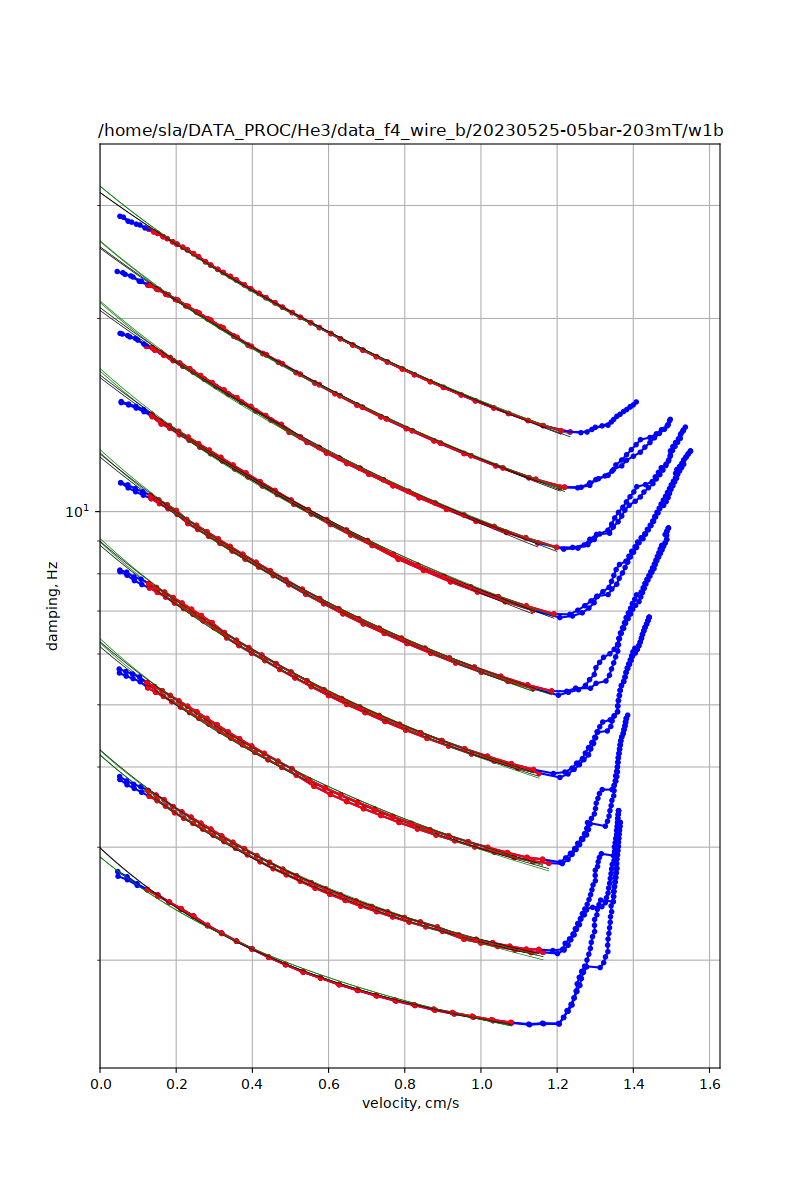 /home/sla/DATA_PROC/He3/data_f4_wire_b/20230525-05bar-203mT/w1b
10¹
damping, Hz
0.0 0.2 0.4 0.6 0.8 1.0 1.2 1.4 1.6
velocity, cm/s